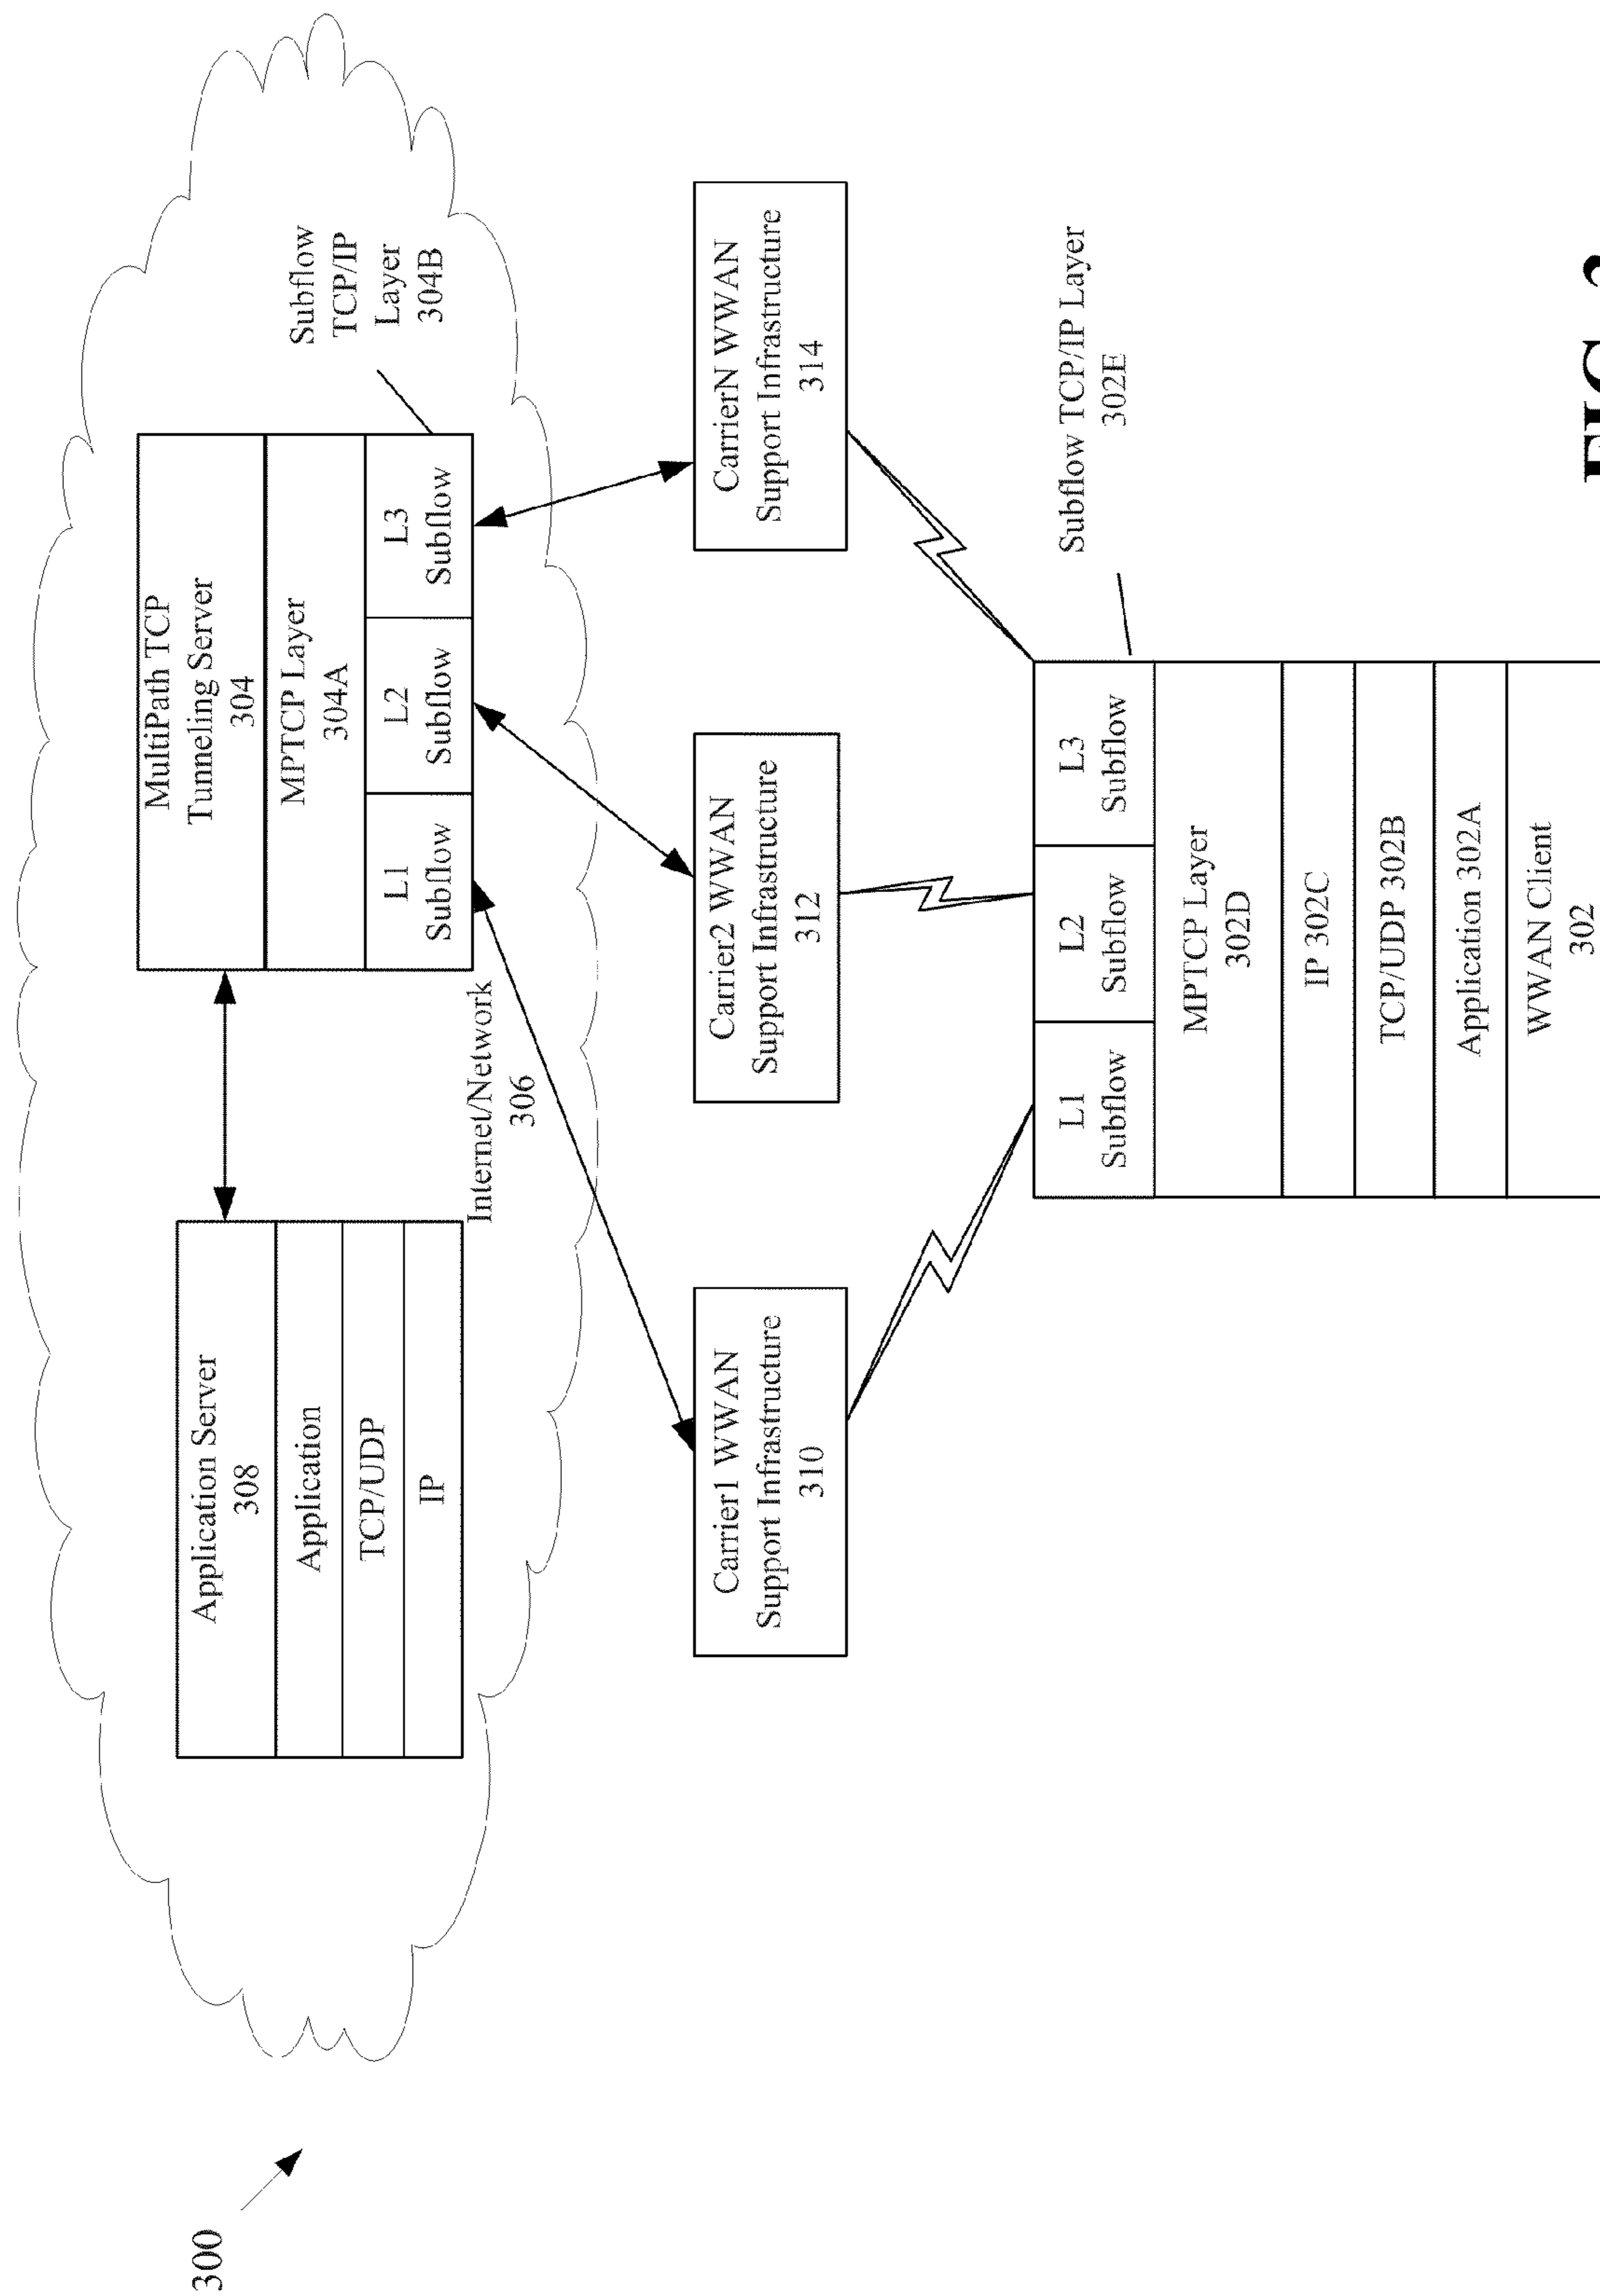 300
Application Server
308
Application
TCP/UDP
IP
MultiPath TCP
Tunneling Server
304
MPTCP Layer
304A
L1
Subflow
L2
Subflow
L3
Subflow
Subflow
TCP/IP
Layer
304B
Internet/Network
306
Carrier1 WWAN
Support Infrastructure
310
Carrier2 WWAN
Support Infrastructure
312
CarrierN WWAN
Support Infrastructure
314
Subflow TCP/IP Layer
302E
L1
Subflow
L2
Subflow
L3
Subflow
MPTCP Layer
302D
IP 302C
TCP/UDP 302B
Application 302A
WWAN Client
302